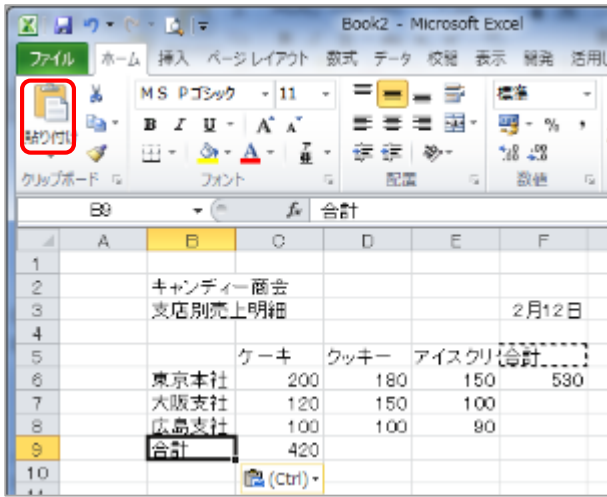 Book2 - Microsoft Excel
ファイル ホーム 挿入 ページ レイアウト 数式 データ 校閲 表示 開発 活用し
貼り付け
MS Pゴシック 11 標準
B I U A A %
A
クリップボード フォント 配置 数値
B9 fx 合計
A B C D E F
1
2 キャンディー商会
3 支店別売上明細 2月12日
4
5 ケーキ クッキー アイスクリ 合計
6 東京本社 200 180 150 530
7 大阪支社 120 150 100
8 広島支社 100 100 90
9 合計 420
10 (Ctrl)